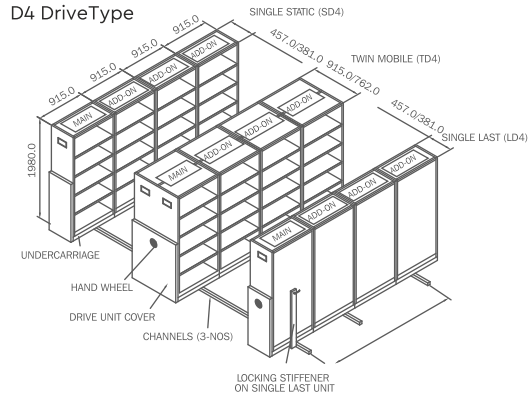 D4 DriveType
SINGLE STATIC (SD4)
915.0
915.0
915.0
915.0
457.0/381.0
915.0/762.0
457.0/381.0
TWIN MOBILE (TD4)
SINGLE LAST (LD4)
1980.0
MAIN
ADD-ON
ADD-ON
ADD-ON
MAIN
ADD-ON
ADD-ON
ADD-ON
MAIN
ADD-ON
ADD-ON
ADD-ON
UNDERCARRIAGE
HAND WHEEL
DRIVE UNIT COVER
CHANNELS (3-NOS)
LOCKING STIFFENER
ON SINGLE LAST UNIT